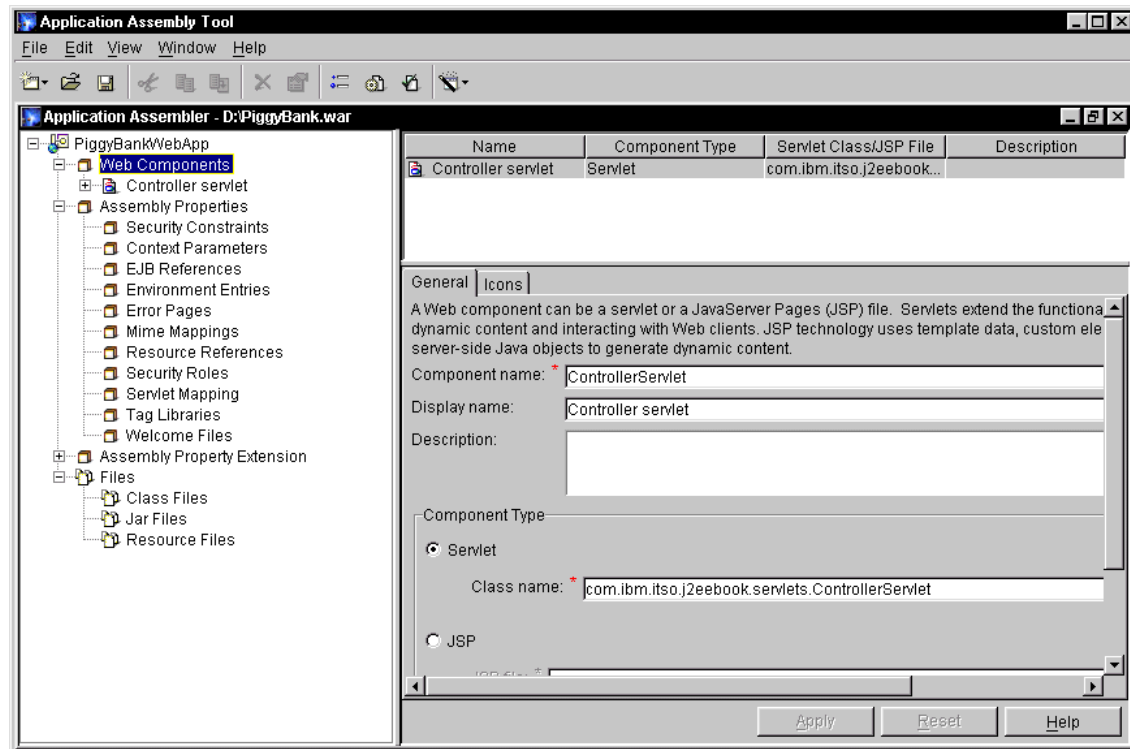 Application Assembly Tool
File Edit View Window Help
Application Assembler - D:\PiggyBank.war
PiggyBankWebApp
Web Components
Controller servlet
Assembly Properties
Security Constraints
Context Parameters
EJB References
Environment Entries
Error Pages
Mime Mappings
Resource References
Security Roles
Servlet Mapping
Tag Libraries
Welcome Files
Assembly Property Extension
Files
Class Files
Jar Files
Resource Files
Name Component Type Servlet Class/JSP File Description
Controller servlet Servlet com.ibm.itso.j2eebook...
General Icons
A Web component can be a servlet or a JavaServer Pages (JSP) file. Servlets extend the functiona
dynamic content and interacting with Web clients. JSP technology uses template data, custom ele
server-side Java objects to generate dynamic content.
Component name: * ControllerServlet
Display name: Controller servlet
Description:
Component Type
Servlet
Class name: * com.ibm.itso.j2eebook.servlets.ControllerServlet
JSP
Apply Reset Help